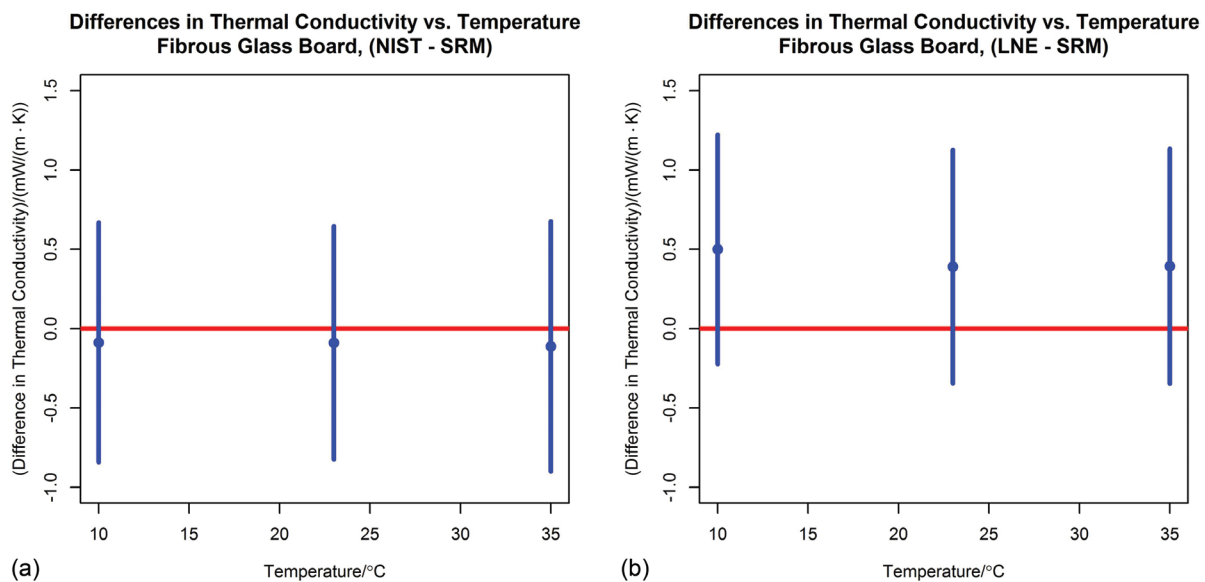 Differences in Thermal Conductivity vs. Temperature
Fibrous Glass Board, (NIST - SRM)
(Difference in Thermal Conductivity)/(mW/(m · K))
1.5
1.0
0.5
0.0
-0.5
-1.0
10 15 20 25 30 35
Temperature/°C
(a)
Differences in Thermal Conductivity vs. Temperature
Fibrous Glass Board, (LNE - SRM)
(Difference in Thermal Conductivity)/(mW/(m · K))
1.5
1.0
0.5
0.0
-0.5
-1.0
10 15 20 25 30 35
Temperature/°C
(b)